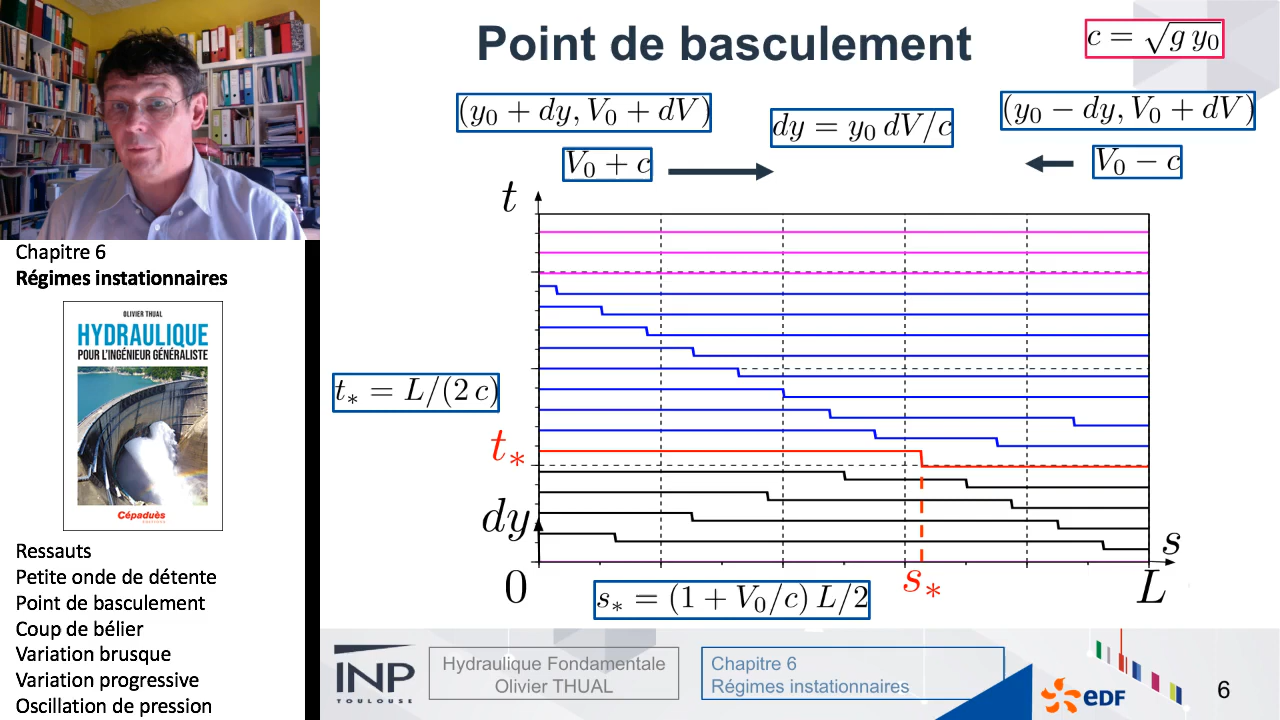 Point de basculement
c = √g y₀
(y₀ + dy, V₀ + dV)
dy = y₀ dV/c
(y₀ − dy, V₀ + dV)
V₀ + c
V₀ − c
t
t∗ = L/(2 c)
t∗
dy
s
0
s∗
L
s∗ = (1 + V₀/c) L/2
Chapitre 6
Régimes instationnaires
OLIVIER THUAL
HYDRAULIQUE
POUR L'INGÉNIEUR GÉNÉRALISTE
Cépaduès
ÉDITIONS
Ressauts
Petite onde de détente
Point de basculement
Coup de bélier
Variation brusque
Variation progressive
Oscillation de pression
INP
TOULOUSE
Hydraulique Fondamentale
Olivier THUAL
Chapitre 6
Régimes instationnaires
eDF
6